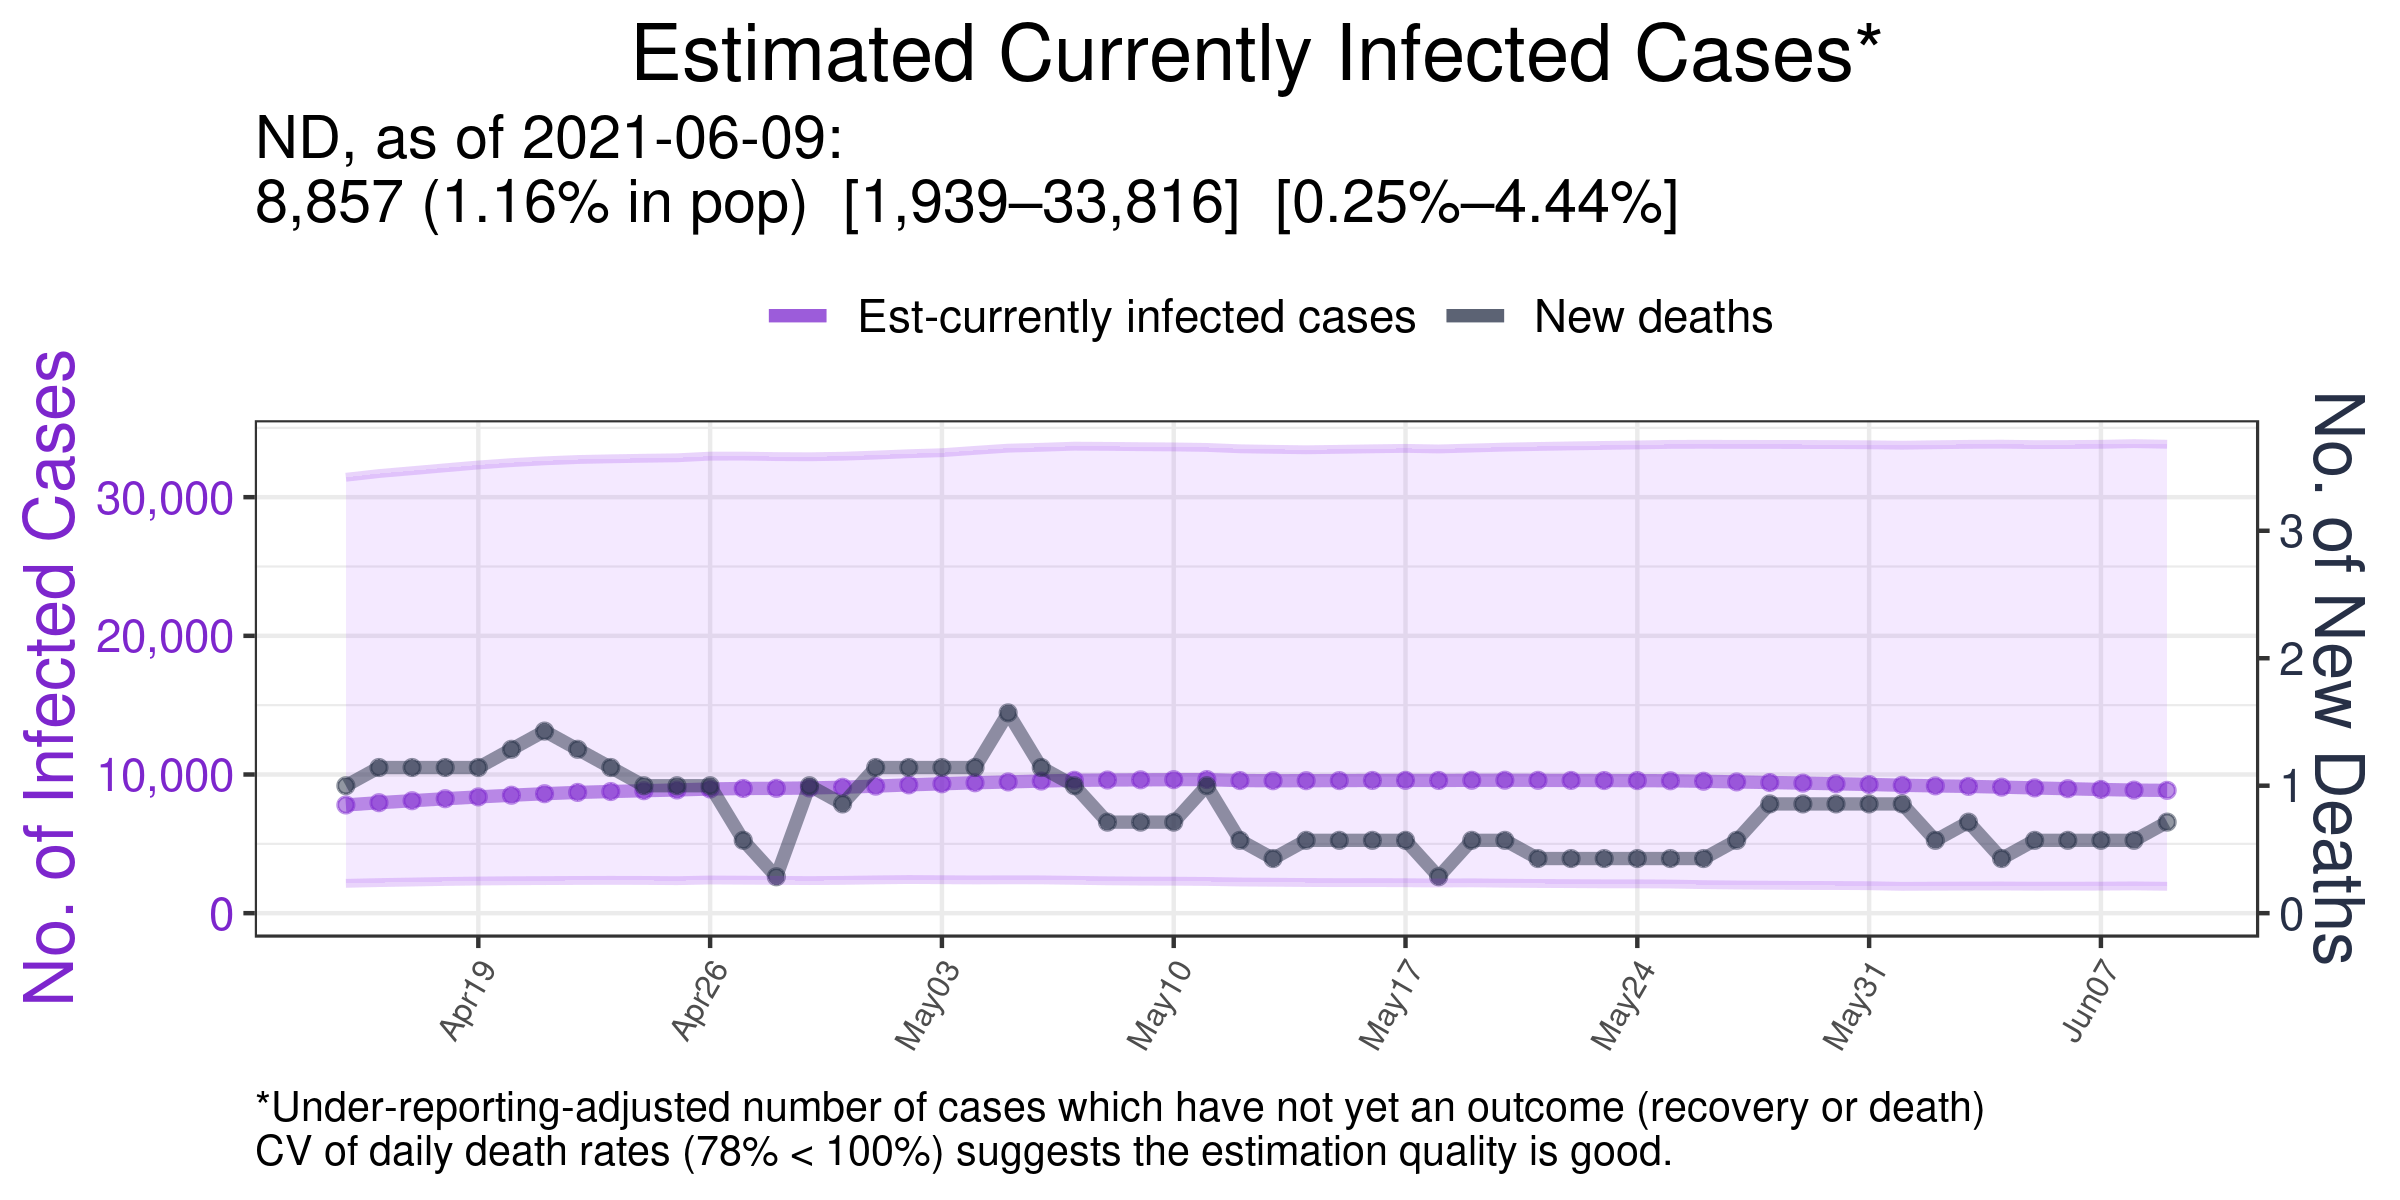 Estimated Currently Infected Cases*
ND, as of 2021-06-09:
8,857 (1.16% in pop)  [1,939–33,816]  [0.25%–4.44%]
Est-currently infected cases
New deaths
No. of Infected Cases
30,000
20,000
10,000
0
No. of New Deaths
3
2
1
0
Apr19
Apr26
May03
May10
May17
May24
May31
Jun07
*Under-reporting-adjusted number of cases which have not yet an outcome (recovery or death)
CV of daily death rates (78% < 100%) suggests the estimation quality is good.